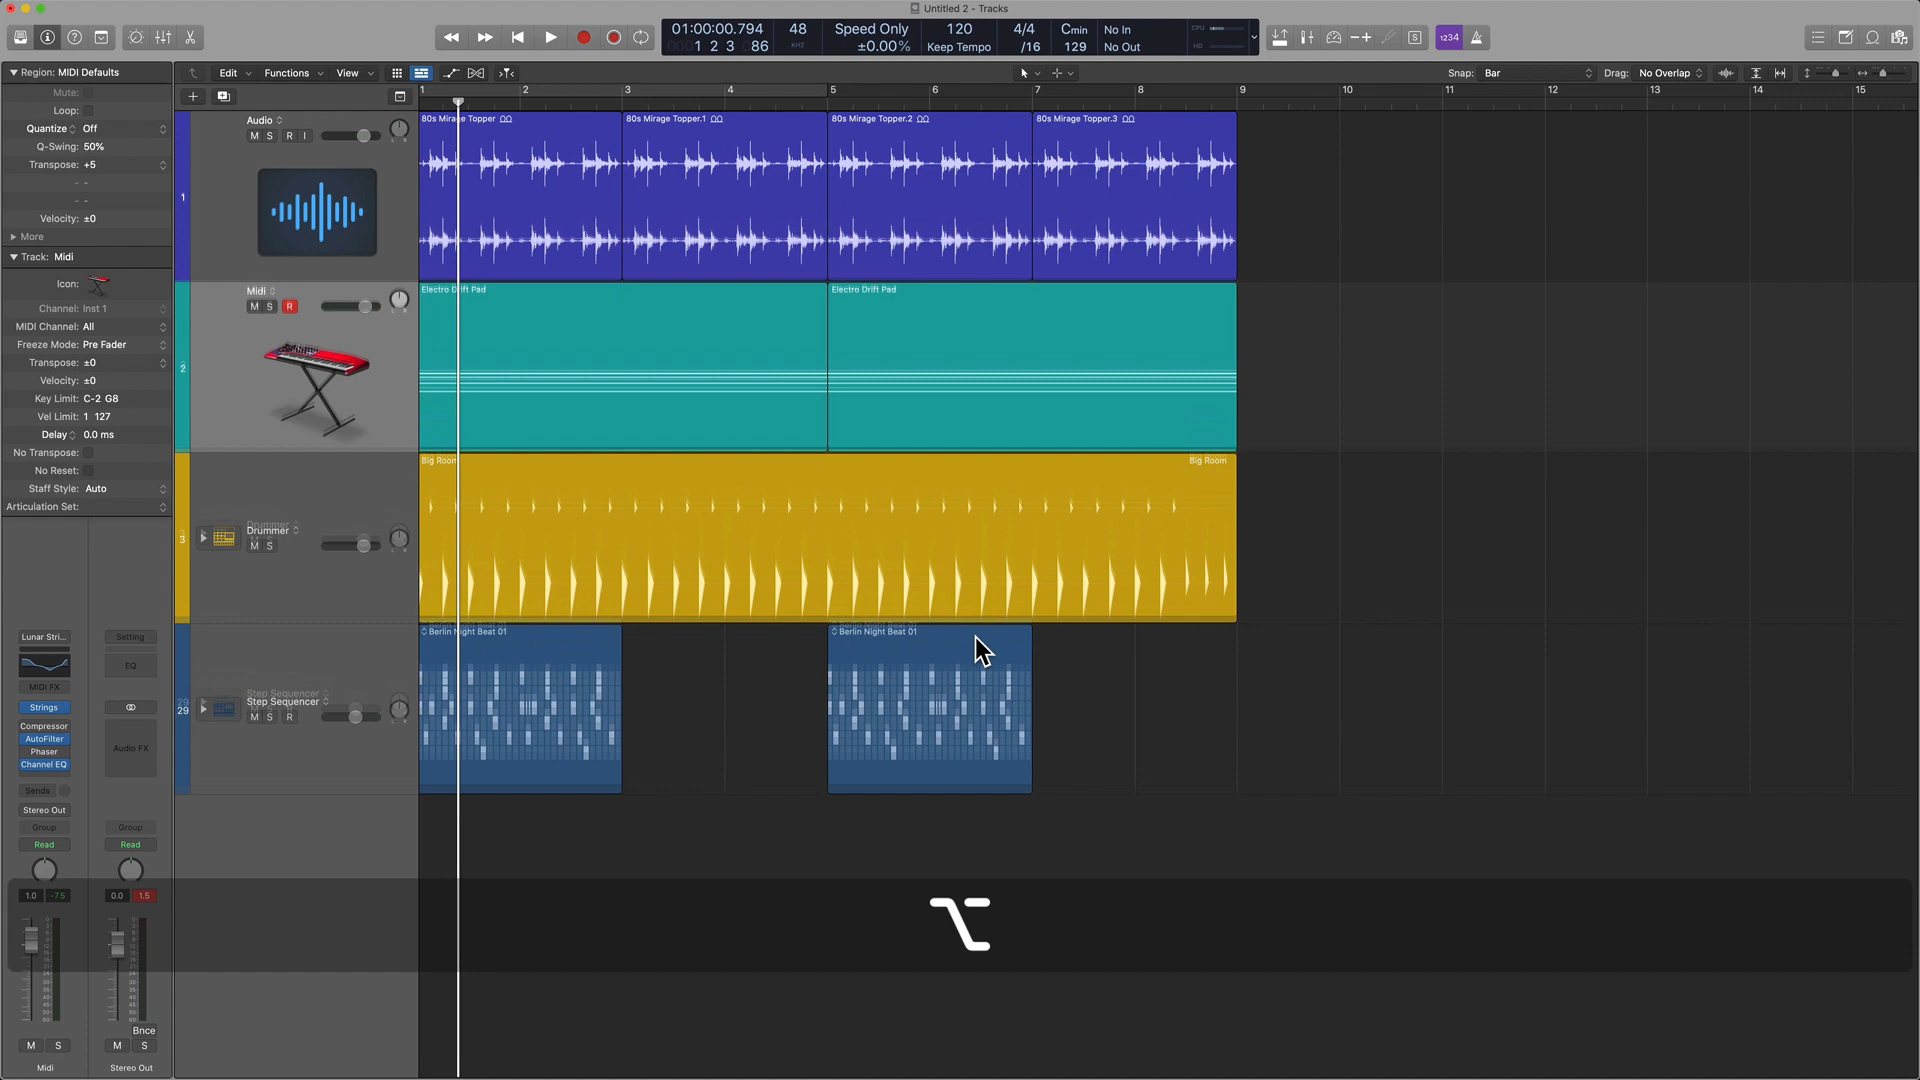 Untitled 2 - Tracks
01:00:00.794
1 2 3 086
48
KHZ
Speed Only
±0.00%
120
Keep Tempo
4/4
/16
Cmin
129
No In
No Out
CPU
HD
1234
S
Region: MIDI Defaults
Edit
Functions
View
Snap: Bar
Drag: No Overlap
Mute:
Loop:
Quantize Off
Q-Swing: 50%
Transpose: +5
Velocity: ±0
More
Track: Midi
Icon:
Channel: Inst 1
MIDI Channel: All
Freeze Mode: Pre Fader
Transpose: ±0
Velocity: ±0
Key Limit: C-2 G8
Vel Limit: 1 127
Delay 0.0 ms
No Transpose:
No Reset:
Staff Style: Auto
Articulation Set:
1 2 3 4 5 6 7 8 9 10 11 12 13 14 15
1
Audio
M S R I
L R
80s Mirage Topper
80s Mirage Topper.1
80s Mirage Topper.2
80s Mirage Topper.3
2
Midi
M S R
L R
Electro Drift Pad
Electro Drift Pad
3
Drummer
M S
Big Room
Big Room
29
Step Sequencer
M S R
Berlin Night Beat 01
Berlin Night Beat 01
Lunar Stri...
Setting
EQ
MIDI FX
Strings
Compressor
AutoFilter
Phaser
Channel EQ
Audio FX
Sends
Stereo Out
Group
Group
Read
Read
1.0 -7.5
0.0 1.5
Bnce
M S
M S
Midi
Stereo Out